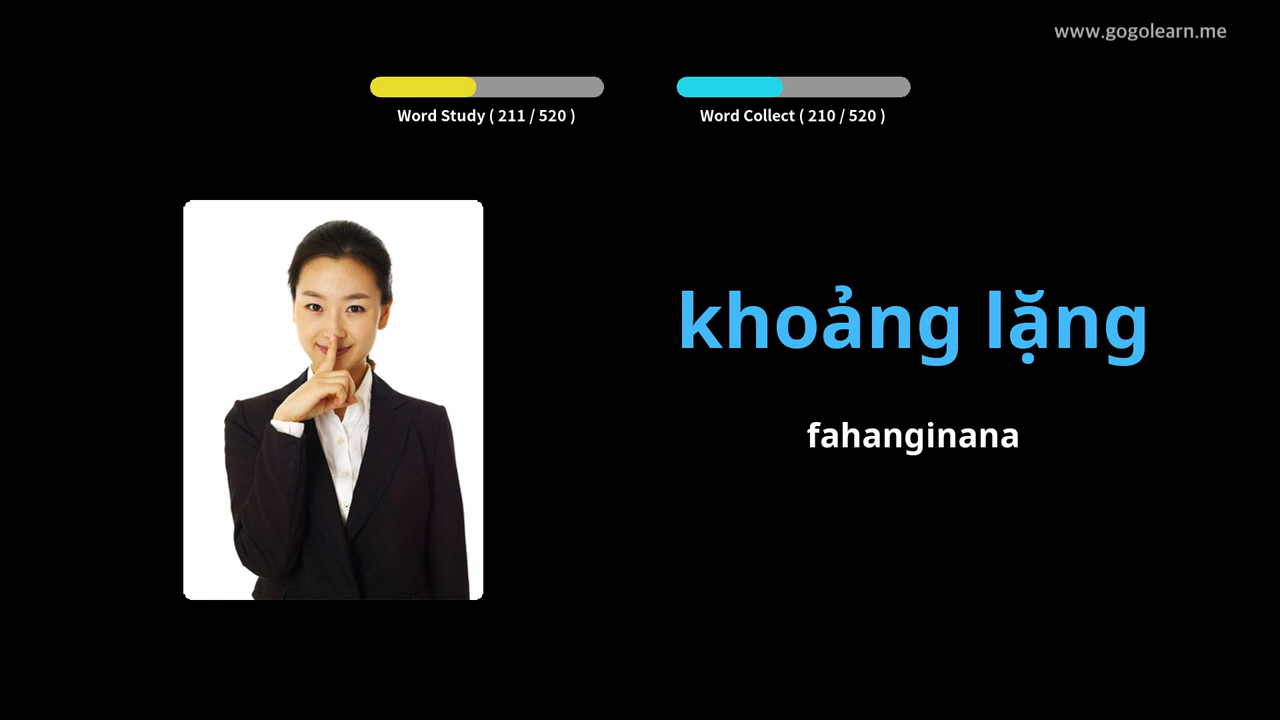 www.gogolearn.me
Word Study ( 211 / 520 )
Word Collect ( 210 / 520 )
khoảng lặng
fahanginana